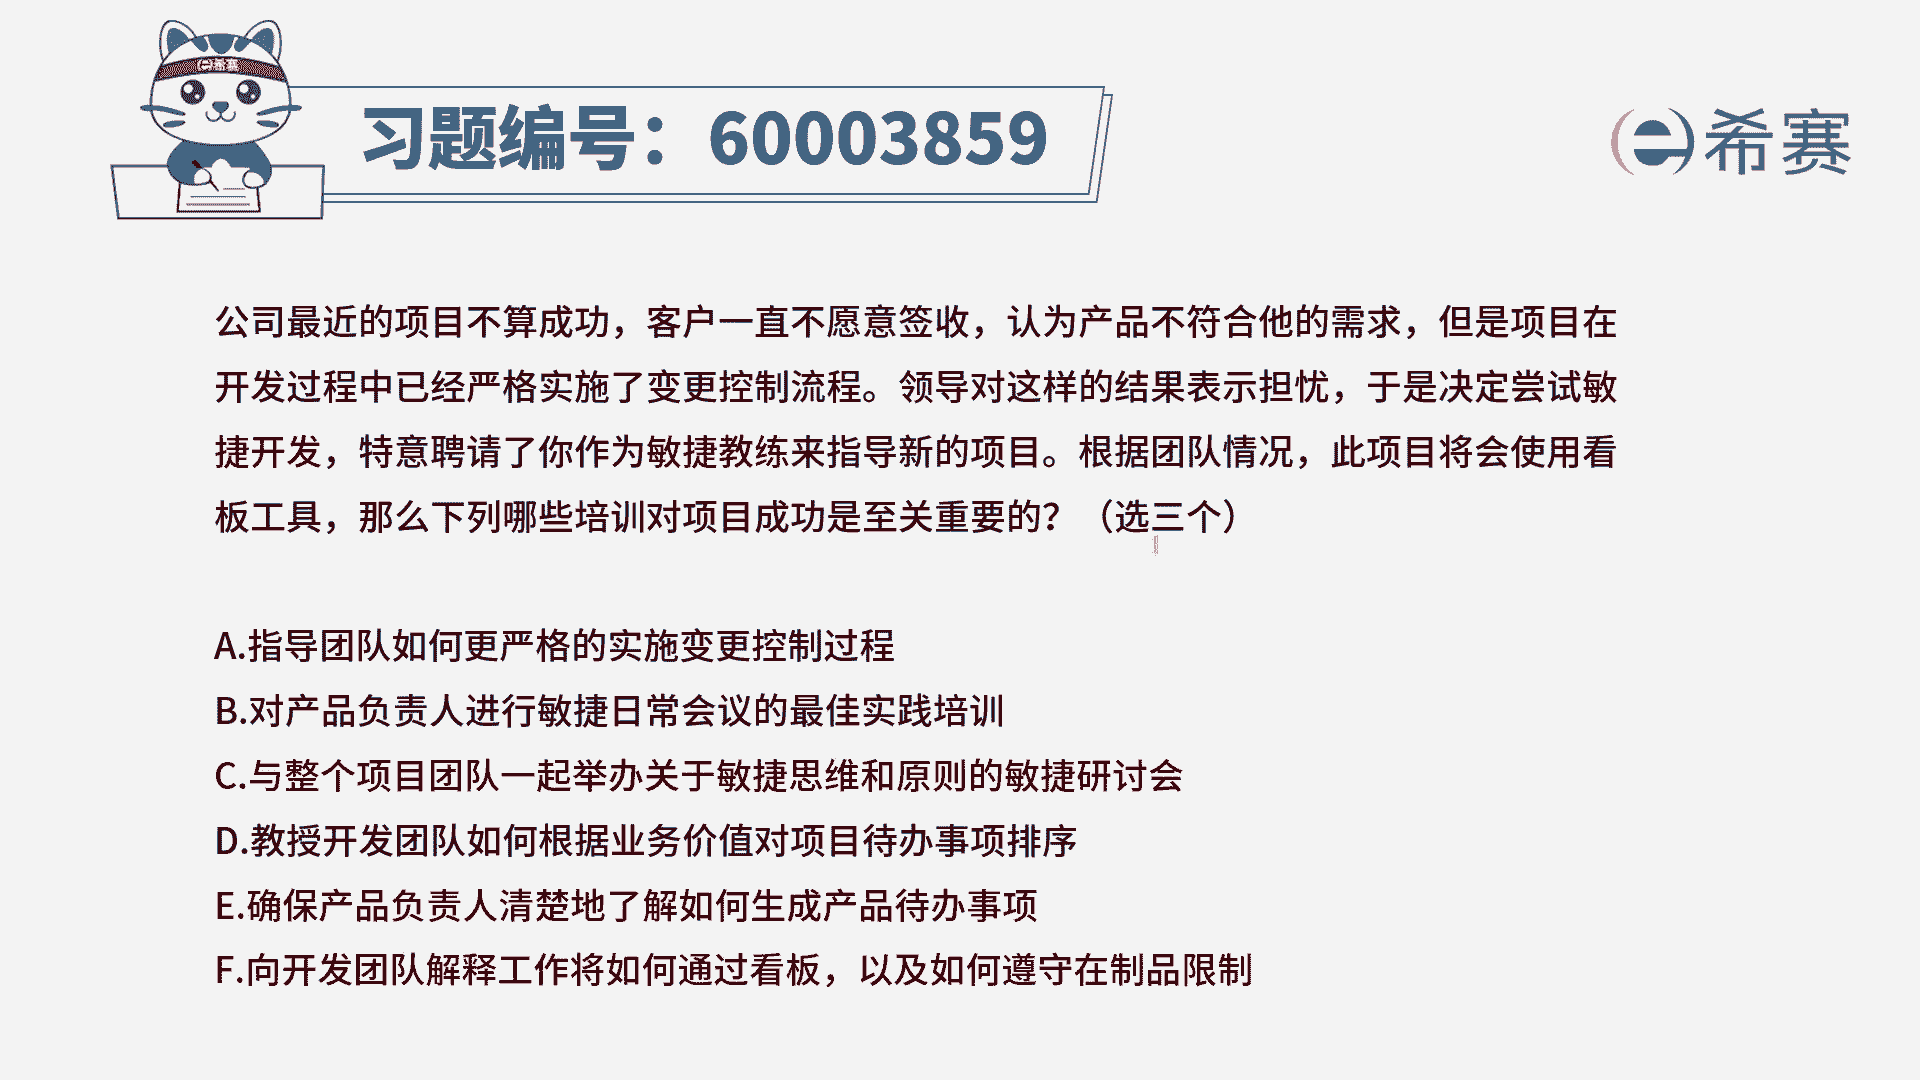 希赛
习题编号：60003859
希赛
公司最近的项目不算成功，客户一直不愿意签收，认为产品不符合他的需求，但是项目在
开发过程中已经严格实施了变更控制流程。领导对这样的结果表示担忧，于是决定尝试敏
捷开发，特意聘请了你作为敏捷教练来指导新的项目。根据团队情况，此项目将会使用看
板工具，那么下列哪些培训对项目成功是至关重要的？（选三个）
A.指导团队如何更严格的实施变更控制过程
B.对产品负责人进行敏捷日常会议的最佳实践培训
C.与整个项目团队一起举办关于敏捷思维和原则的敏捷研讨会
D.教授开发团队如何根据业务价值对项目待办事项排序
E.确保产品负责人清楚地了解如何生成产品待办事项
F.向开发团队解释工作将如何通过看板，以及如何遵守在制品限制